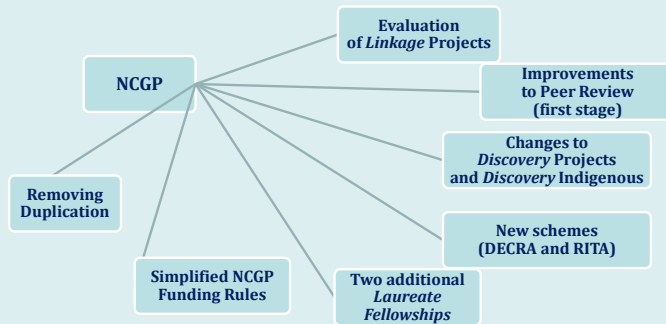 NCGP
Evaluation
of Linkage Projects
Improvements
to Peer Review
(first stage)
Changes to
Discovery Projects
and Discovery Indigenous
New schemes
(DECRA and RITA)
Two additional
Laureate
Fellowships
Simplified NCGP
Funding Rules
Removing
Duplication